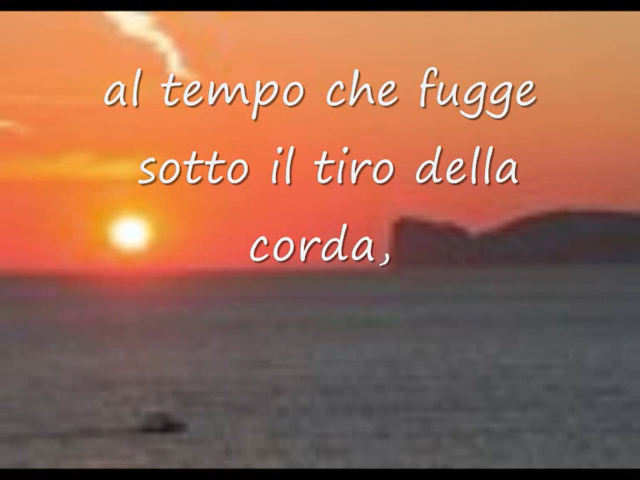 al tempo che fugge
sotto il tiro della
corda,